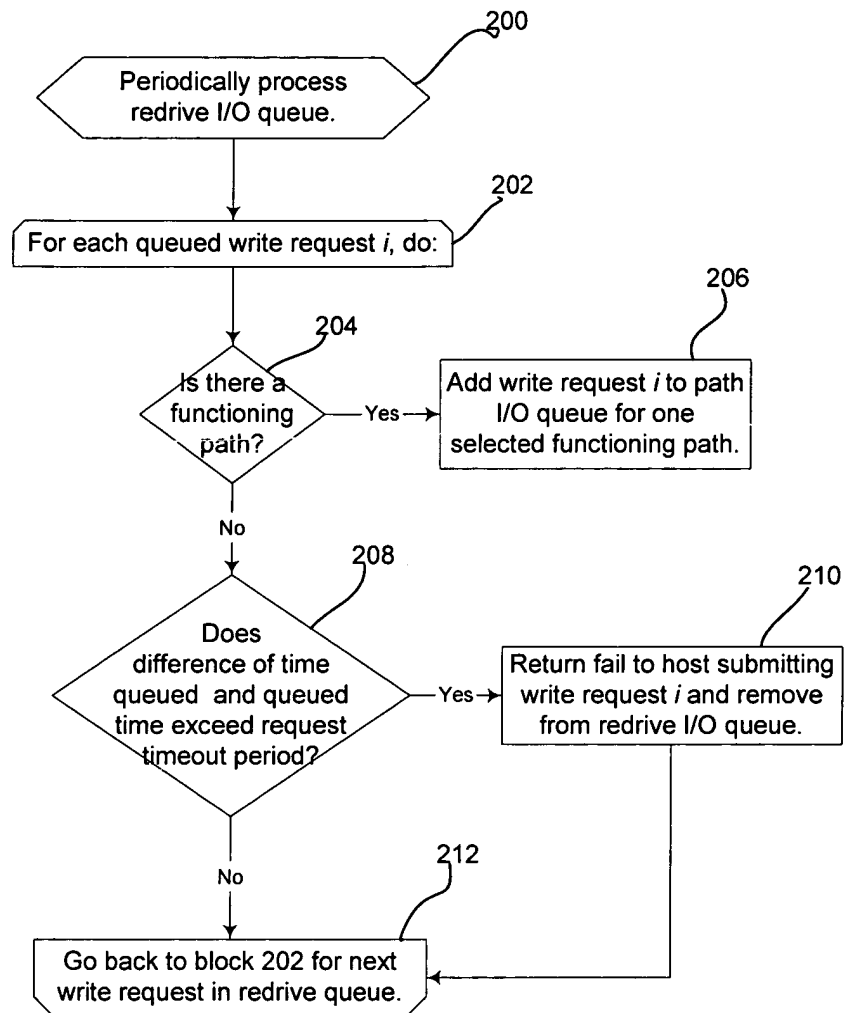 200
Periodically process
redrive I/O queue.
202
For each queued write request i, do:
204
Is there a
functioning
path?
Yes
206
Add write request i to path
I/O queue for one
selected functioning path.
No
208
Does
difference of time
queued and queued
time exceed request
timeout period?
Yes
210
Return fail to host submitting
write request i and remove
from redrive I/O queue.
No
212
Go back to block 202 for next
write request in redrive queue.